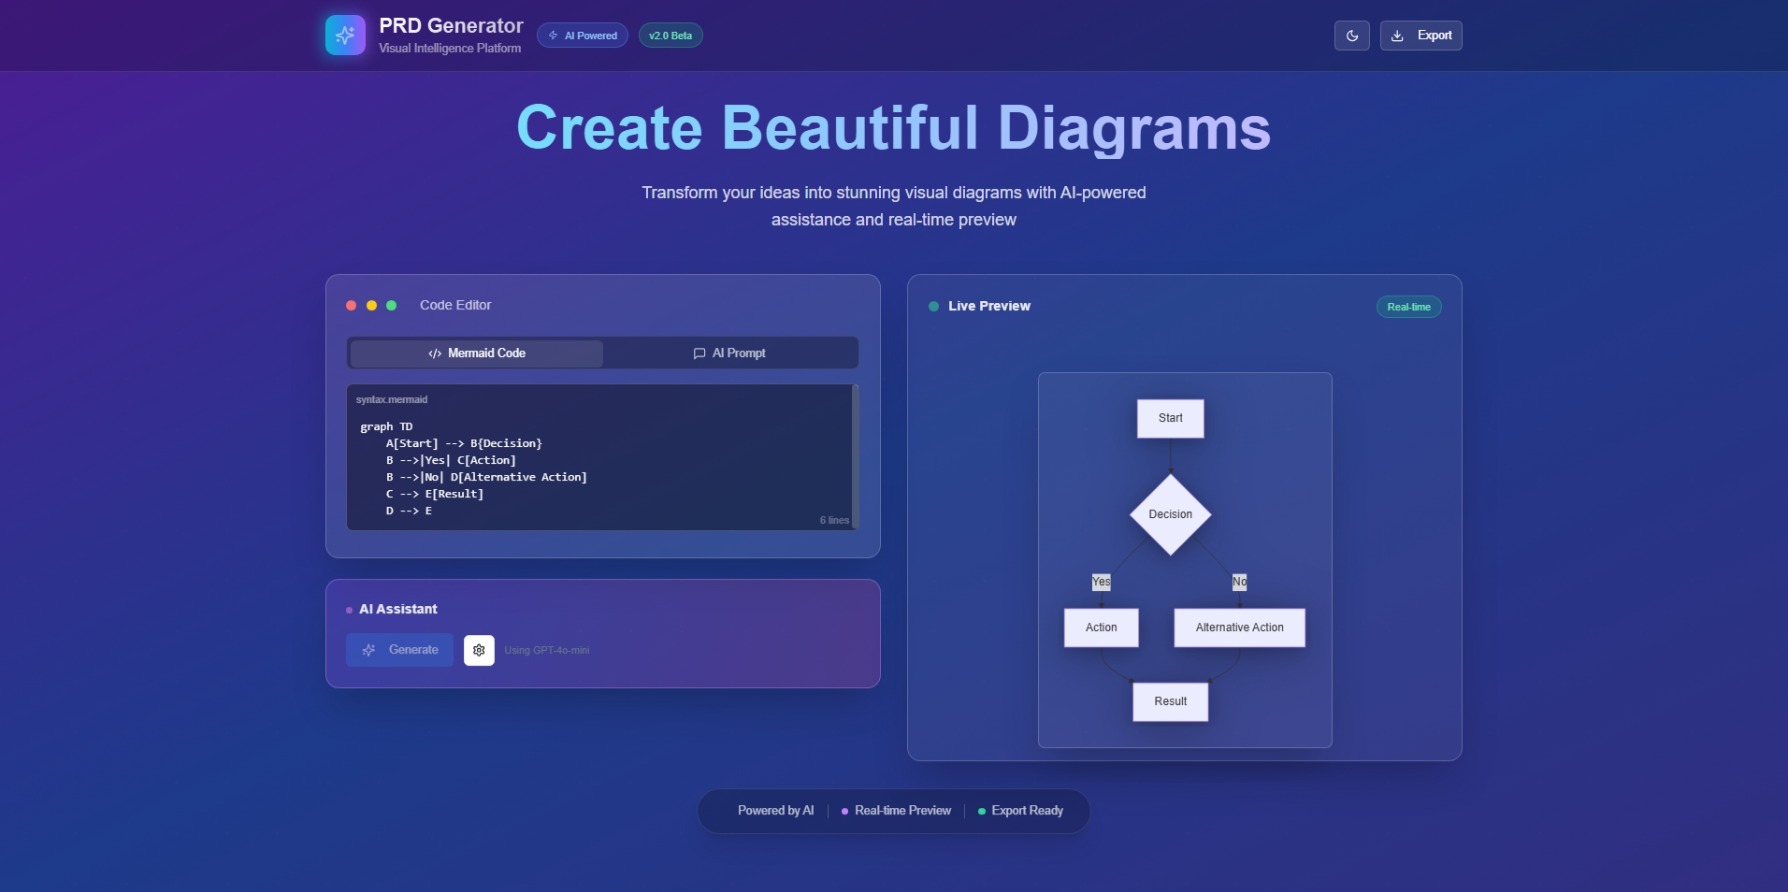 PRD Generator
Visual Intelligence Platform
AI Powered
v2.0 Beta
Export
Create Beautiful Diagrams
Transform your ideas into stunning visual diagrams with AI-powered
assistance and real-time preview
Code Editor
Mermaid Code
AI Prompt
syntax.mermaid
graph TD
    A[Start] --> B{Decision}
    B -->|Yes| C[Action]
    B -->|No| D[Alternative Action]
    C --> E[Result]
    D --> E
6 lines
AI Assistant
Generate
Using GPT-4o-mini
Live Preview
Real-time
Start
Decision
Yes
No
Action
Alternative Action
Result
Powered by AI
Real-time Preview
Export Ready